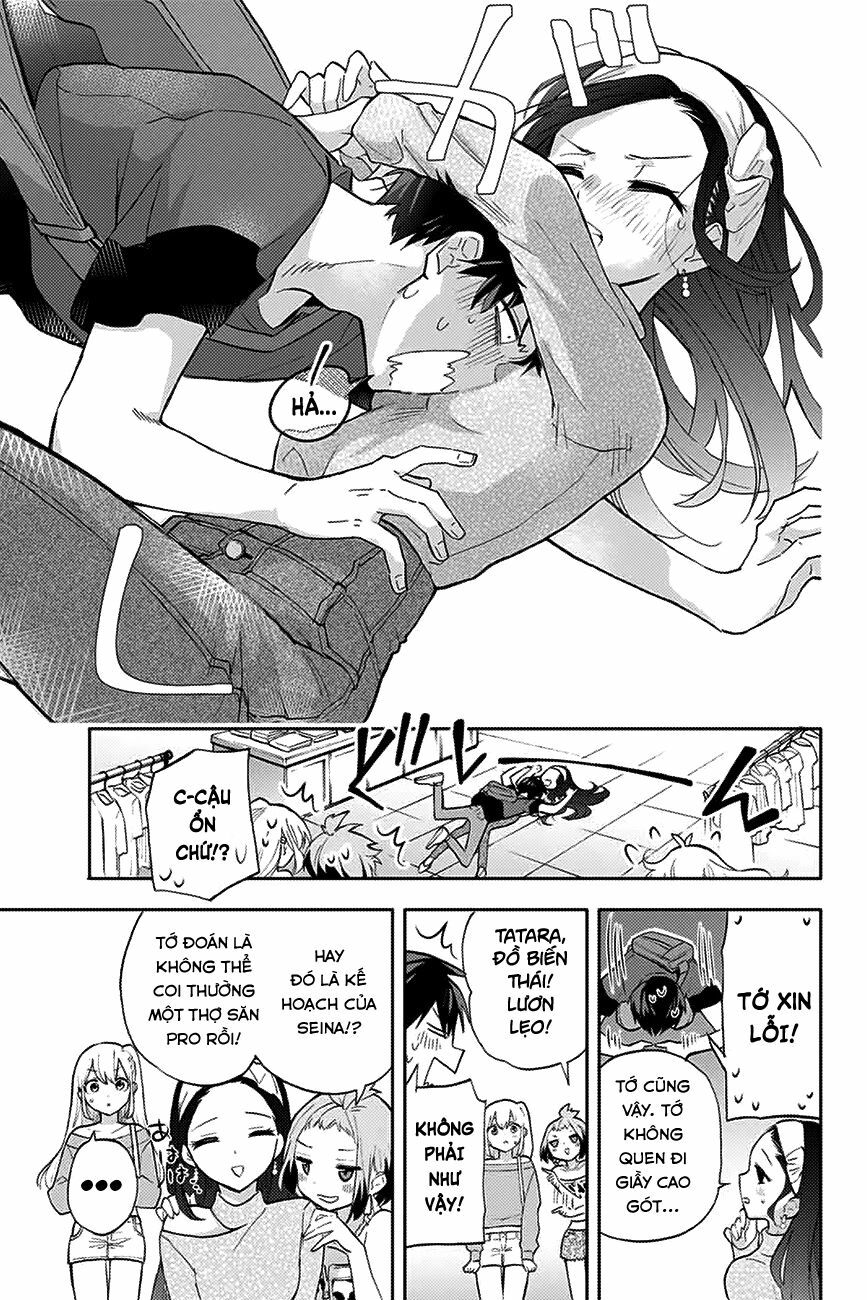 HẢ...
C-CẬU
ỔN
CHỨ!?
TỚ XIN
LỖI!
TỚ CŨNG
VẬY. TỚ
KHÔNG
QUEN ĐI
GIẦY CAO
GÓT...
TATARA,
ĐỒ BIẾN
THÁI!
LƯƠN
LẸO!
KHÔNG
PHẢI
NHƯ
VẬY!
HAY
ĐÓ LÀ KẾ
HOẠCH CỦA
SEINA!?
TỚ ĐOÁN LÀ
KHÔNG THỂ
COI THƯỜNG
MỘT THỢ SĂN
PRO RỒI!
...